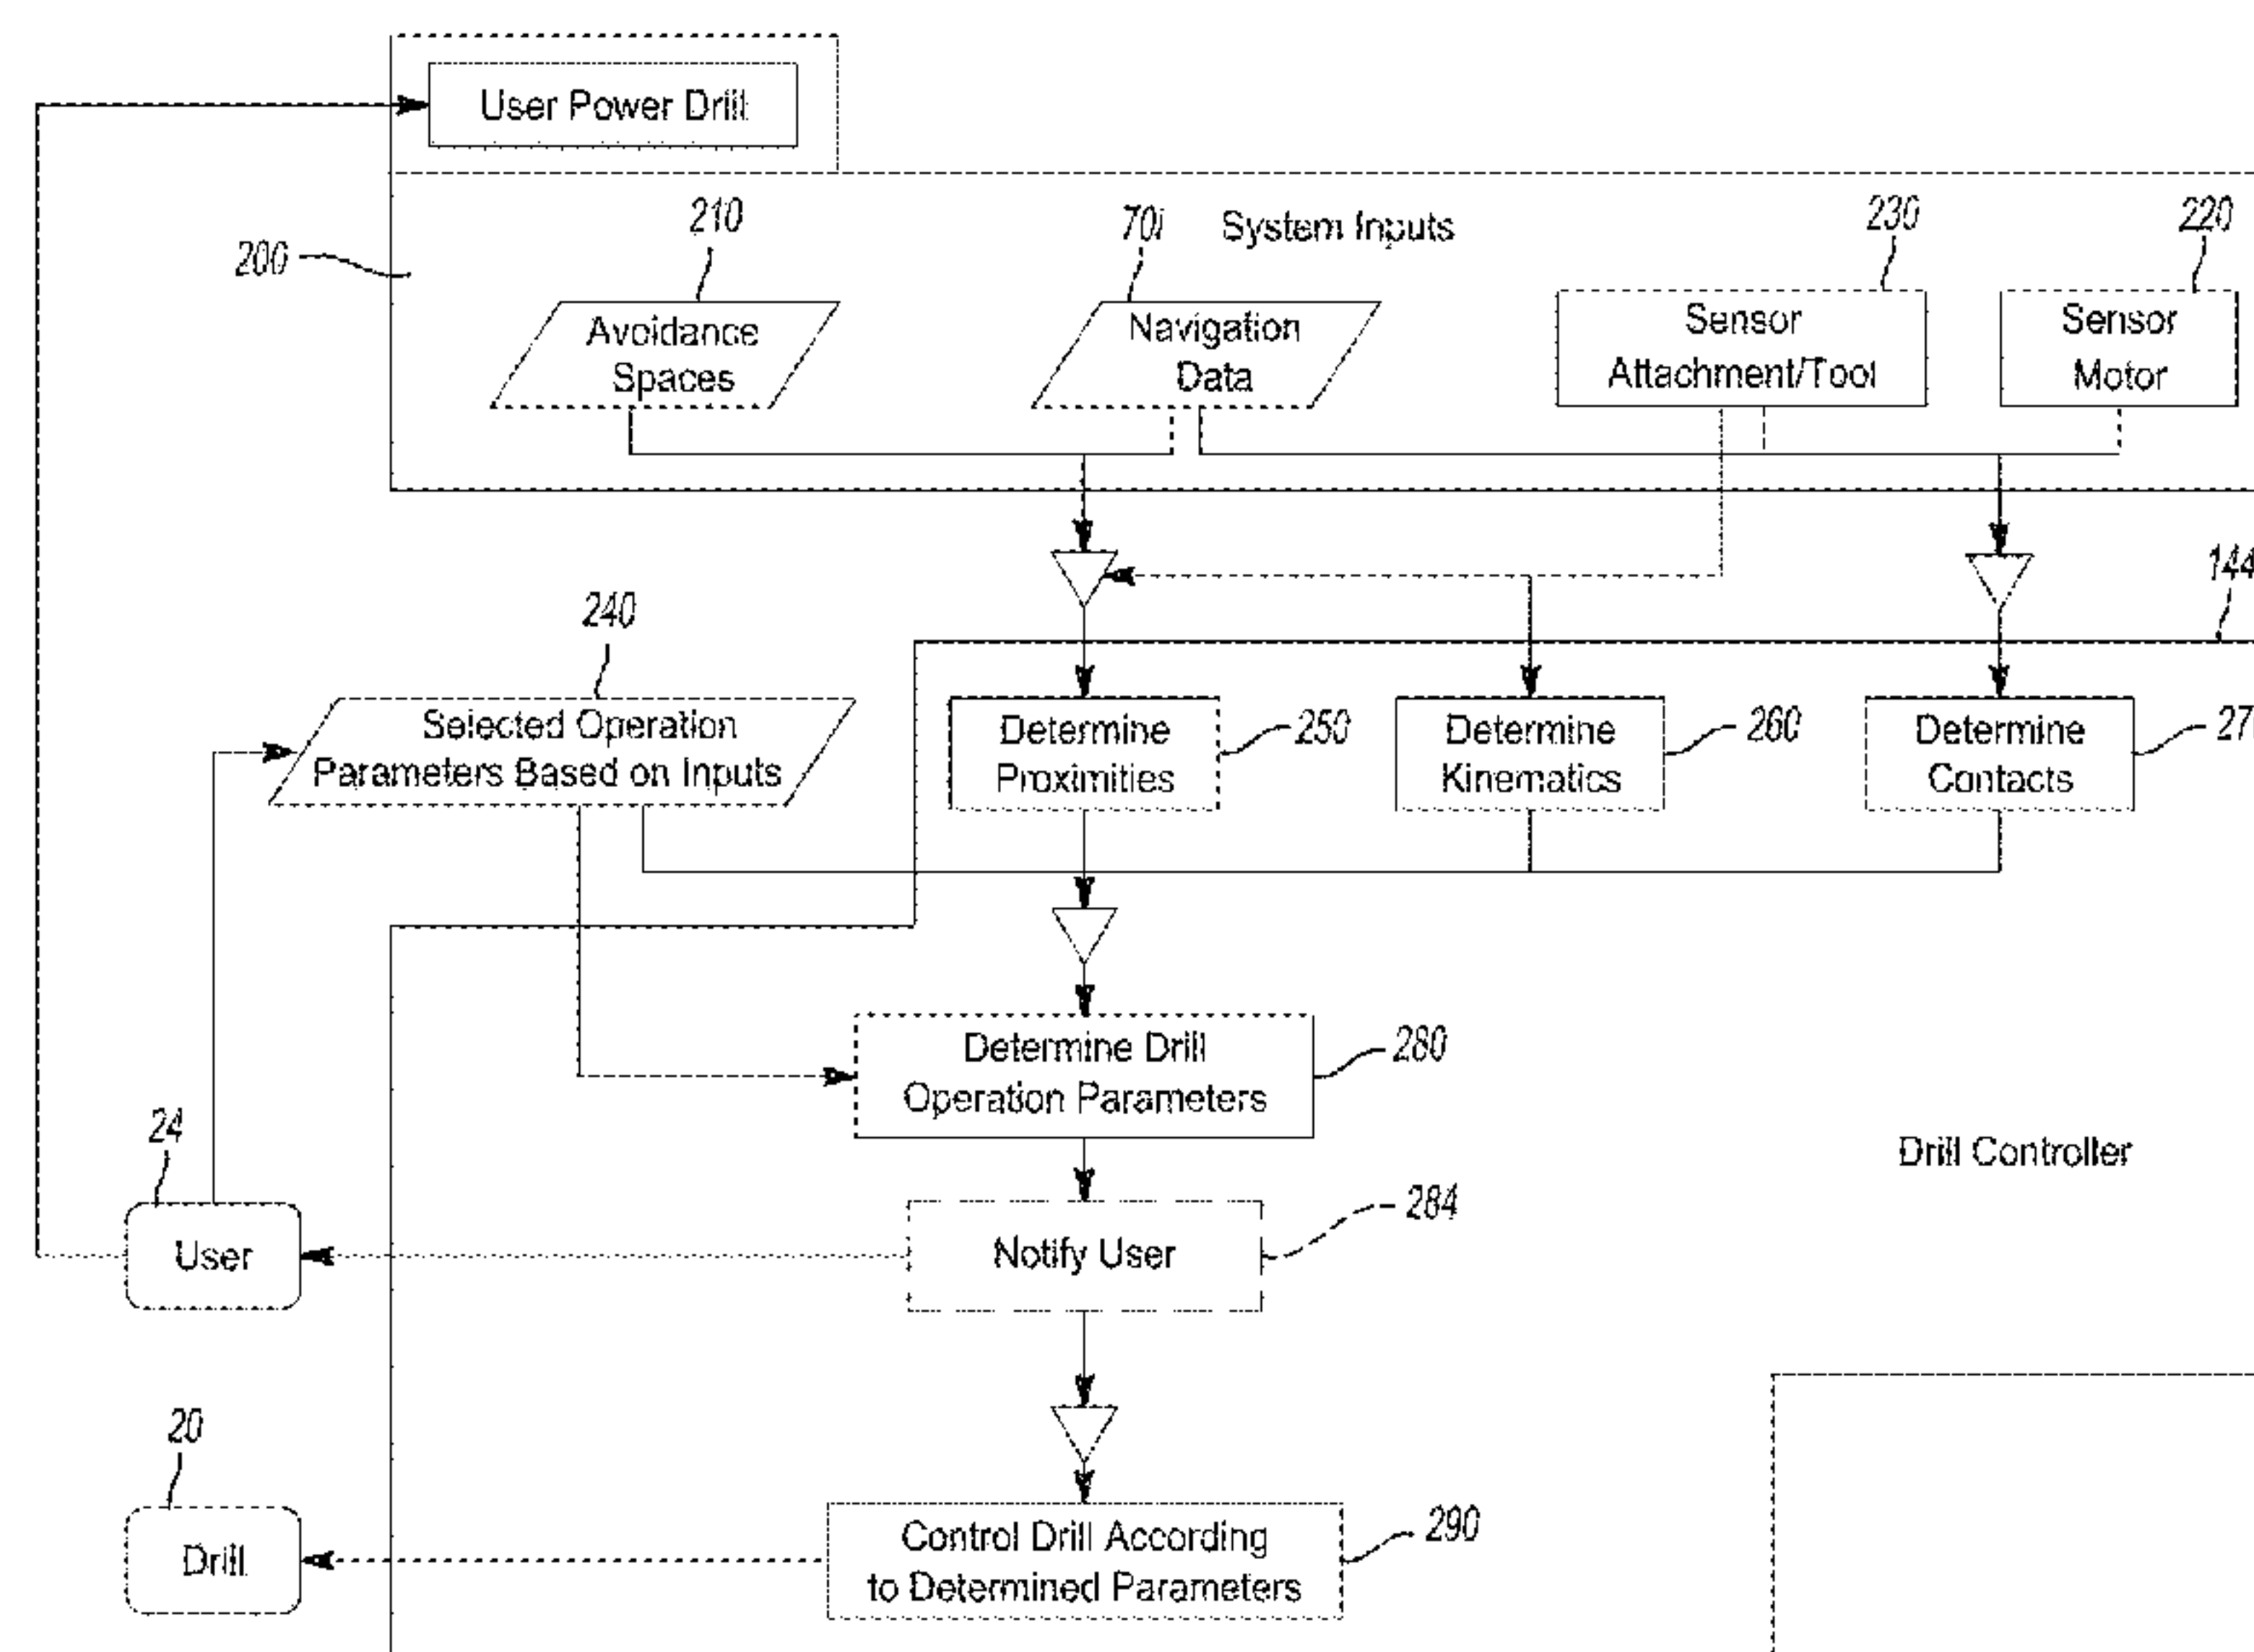 User Power Drill
210
70i
System Inputs
230
220
200
Avoidance
Spaces
Navigation
Data
Sensor
Attachment/Tool
Sensor
Motor
144
240
Selected Operation
Parameters Based on Inputs
Determine
Proximities
250
Determine
Kinematics
260
Determine
Contacts
27
Determine Drill
Operation Parameters
280
24
Drill Controller
User
Notify User
284
20
Drill
Control Drill According
to Determined Parameters
290